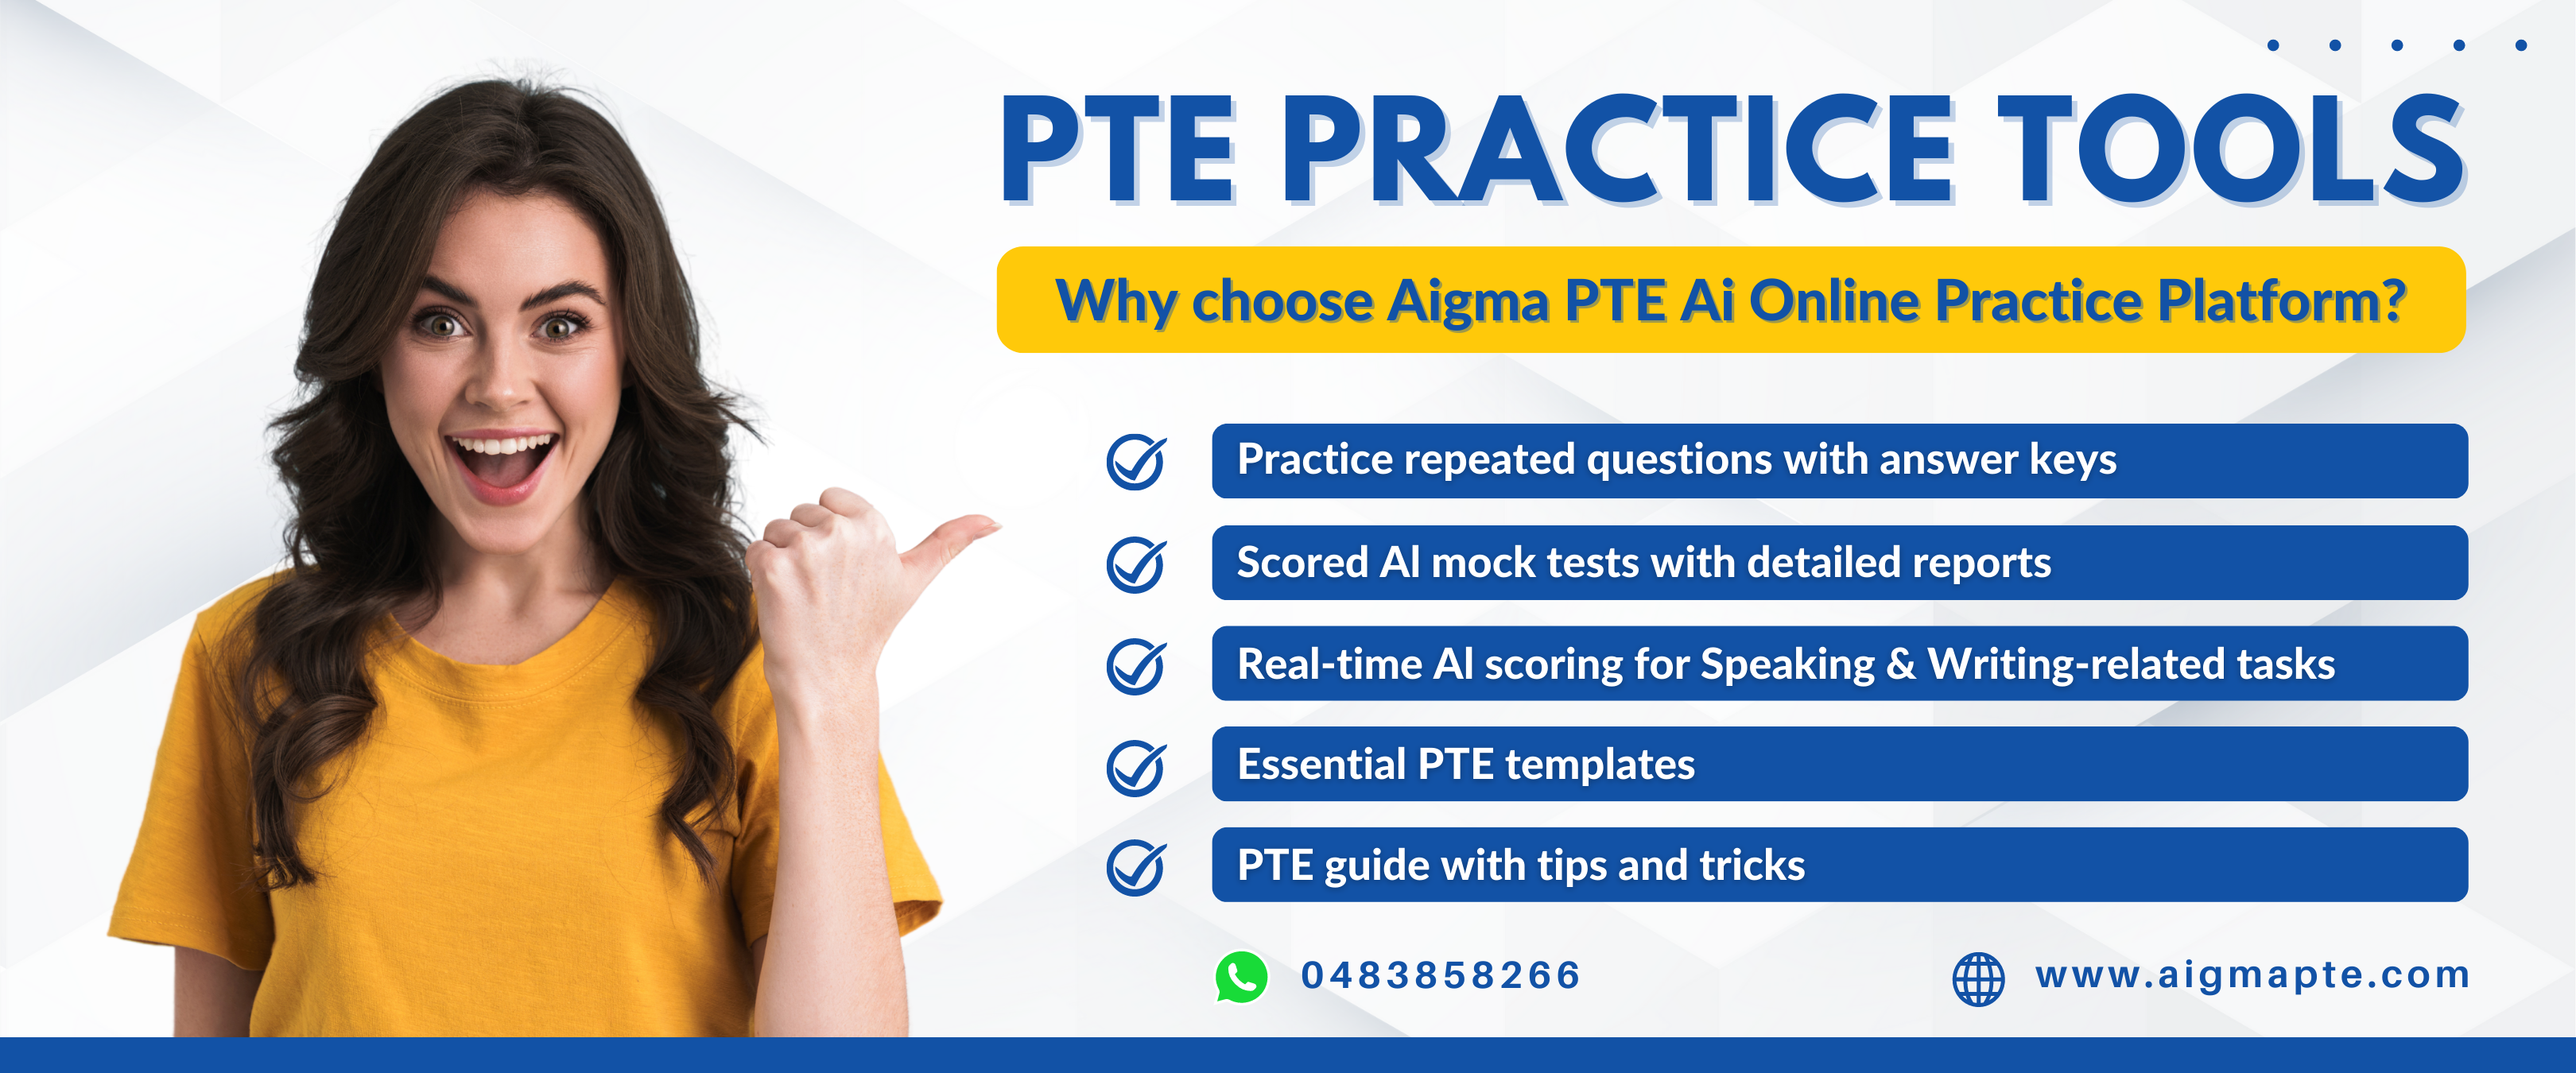 PTE PRACTICE TOOLS
Why choose Aigma PTE Ai Online Practice Platform?
Practice repeated questions with answer keys
Scored AI mock tests with detailed reports
Real-time AI scoring for Speaking & Writing-related tasks
Essential PTE templates
PTE guide with tips and tricks
0483858266
www.aigmapte.com